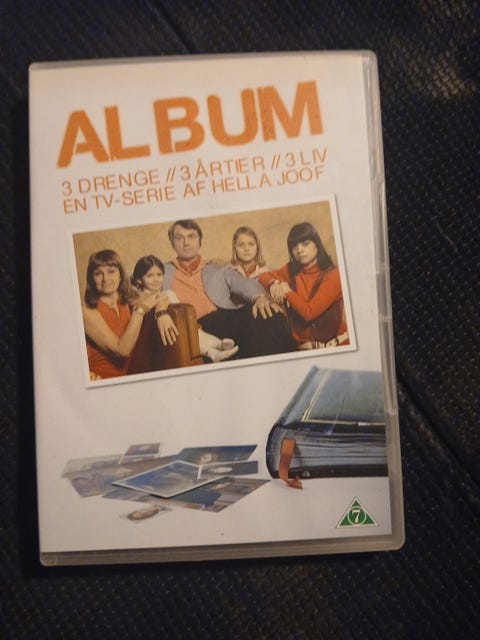 ALBUM
3 DRENGE // 3 ÅRTIER // 3 LIV
EN TV-SERIE AF HELLA JOOF
7